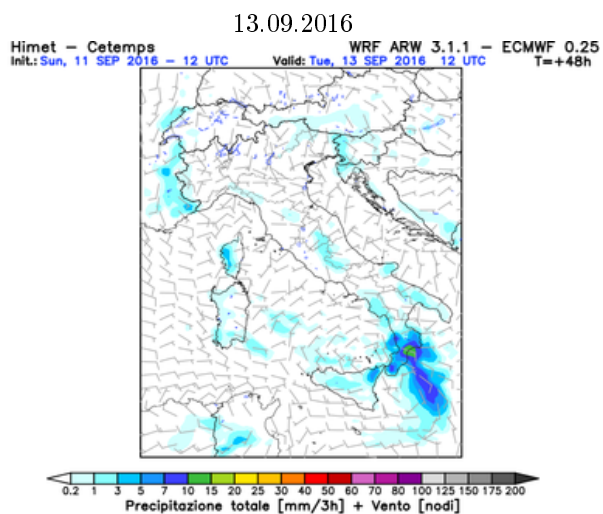 13.09.2016
Himet – Cetemps WRF ARW 3.1.1 – ECMWF 0.25
Init.: Sun, 11 SEP 2016 – 12 UTC Valid: Tue, 13 SEP 2016 12 UTC T=+48h
0.2 1 3 5 7 10 15 20 25 30 40 50 60 70 80 100 125 150 175 200
Precipitazione totale [mm/3h] + Vento [nodi]